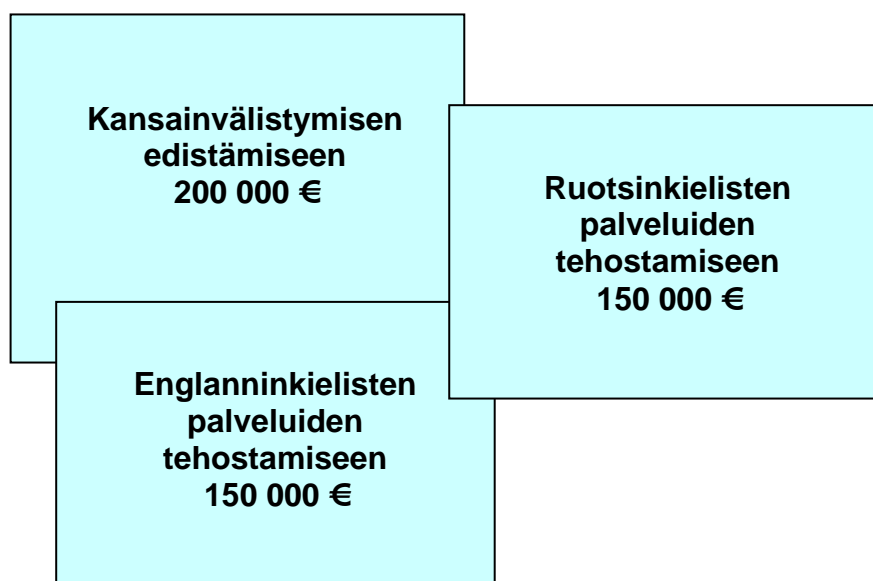 Kansainvälistymisen
edistämiseen
200 000 €
Ruotsinkielisten
palveluiden
tehostamiseen
150 000 €
Englanninkielisten
palveluiden
tehostamiseen
150 000 €